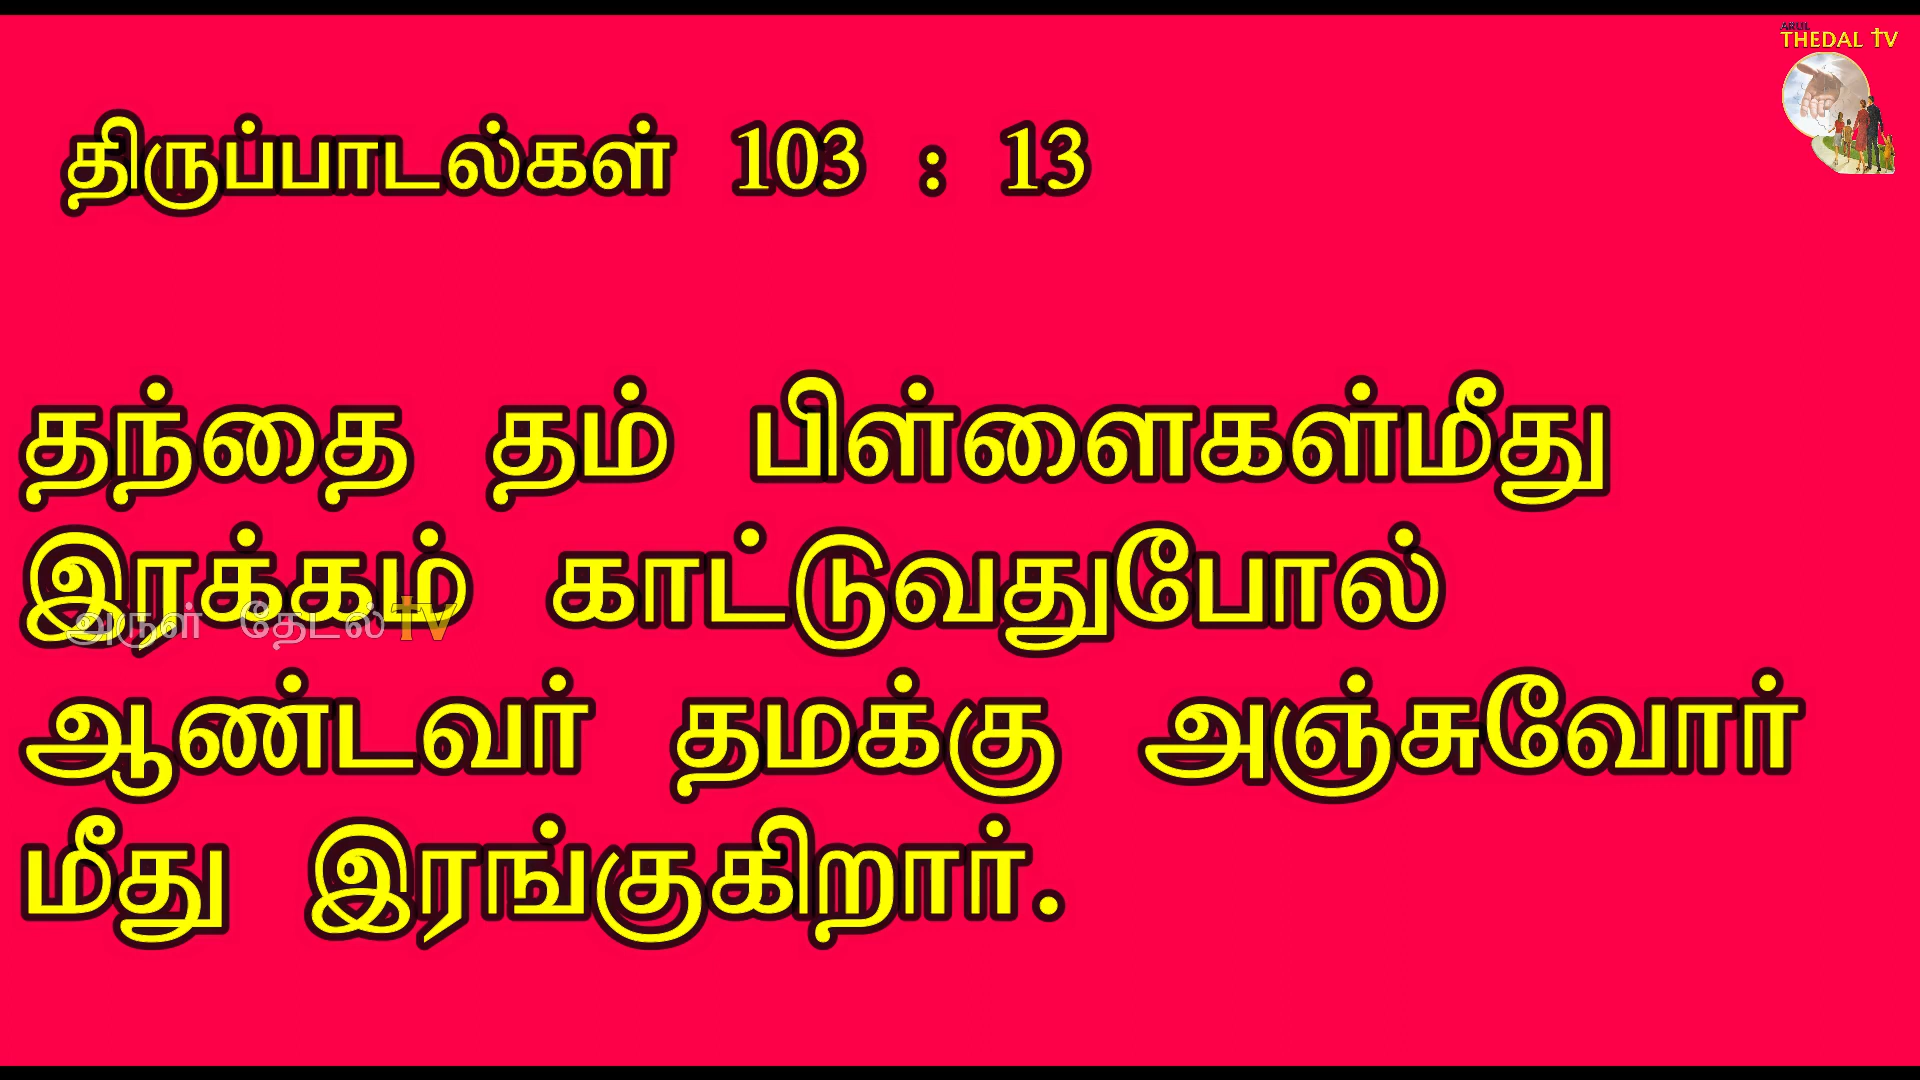 ARUL
THEDAL TV
திருப்பாடல்கள் 103 : 13
தந்தை தம் பிள்ளைகள்மீது
இரக்கம் காட்டுவதுபோல்
அருள் தேடல் TV
ஆண்டவர் தமக்கு அஞ்சுவோர்
மீது இரங்குகிறார்.